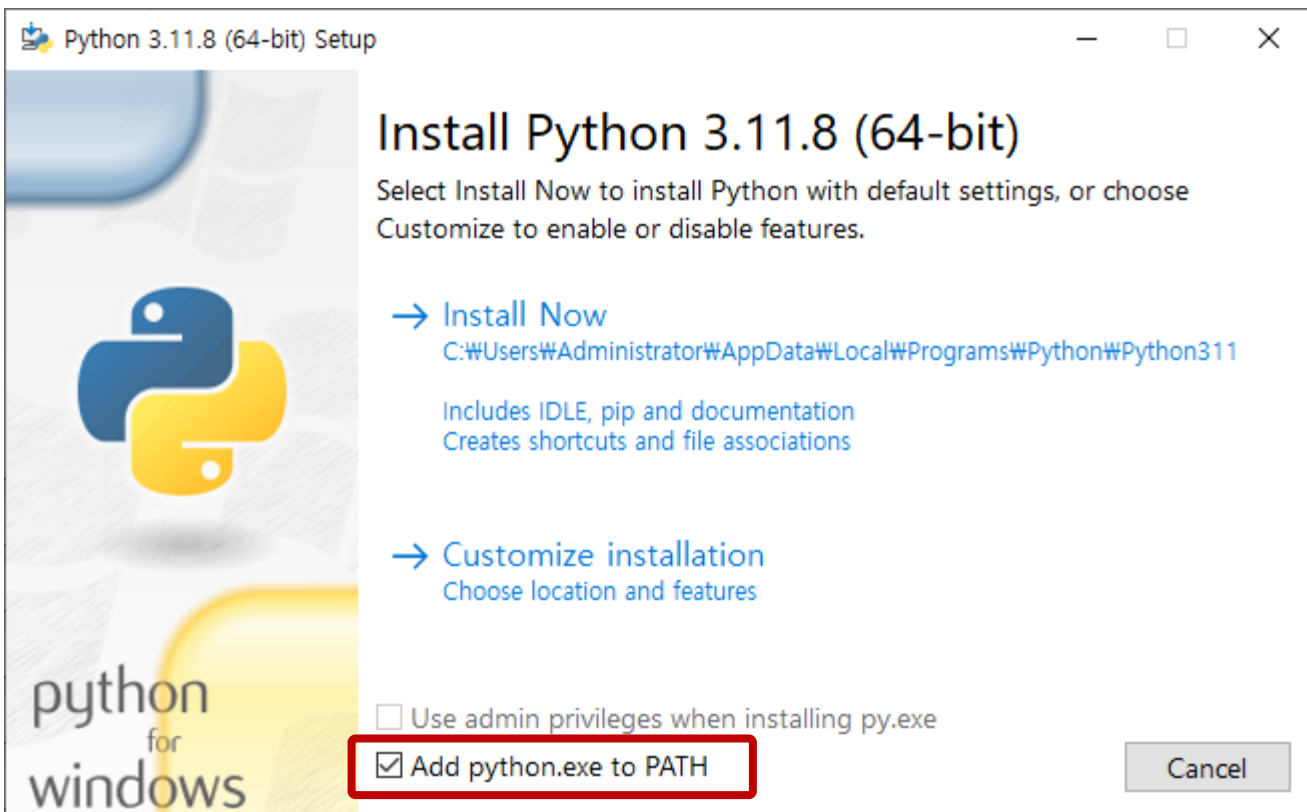 Python 3.11.8 (64-bit) Setup
Install Python 3.11.8 (64-bit)
Select Install Now to install Python with default settings, or choose
Customize to enable or disable features.
Install Now
C:₩Users₩Administrator₩AppData₩Local₩Programs₩Python₩Python311
Includes IDLE, pip and documentation
Creates shortcuts and file associations
Customize installation
Choose location and features
python
for
windows
Use admin privileges when installing py.exe
Add python.exe to PATH
Cancel